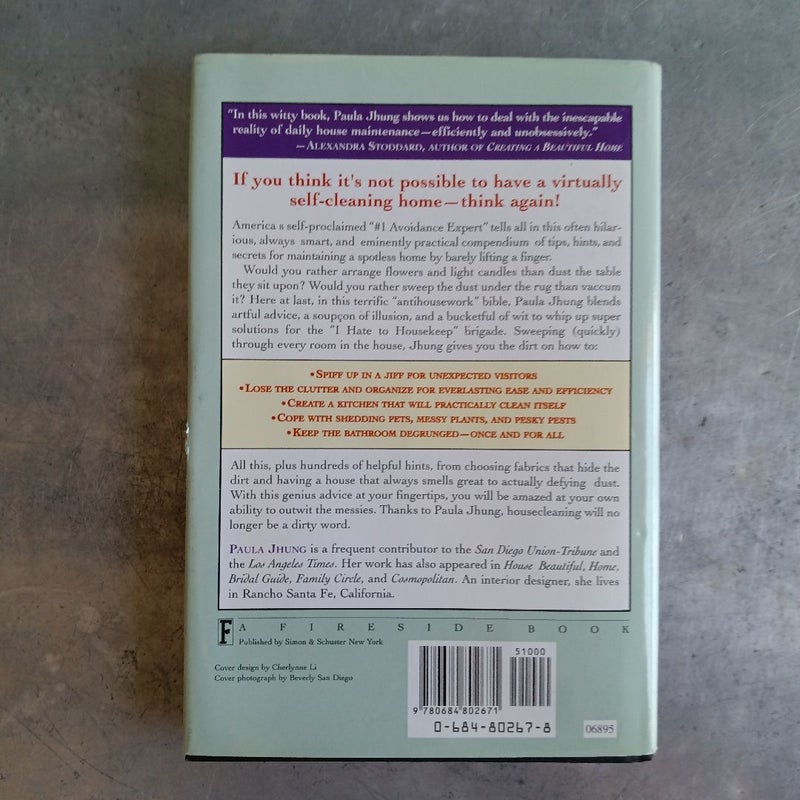 "In this witty book, Paula Jhung shows us how to deal with the inescapable
reality of daily house maintenance—efficiently and unobsessively."
—ALEXANDRA STODDARD, AUTHOR OF CREATING A BEAUTIFUL HOME
If you think it's not possible to have a virtually
self-cleaning home—think again!
America s self-proclaimed "#1 Avoidance Expert" tells all in this often hilar-
ious, always smart, and eminently practical compendium of tips, hints, and
secrets for maintaining a spotless home by barely lifting a finger.
Would you rather arrange flowers and light candles than dust the table
they sit upon? Would you rather sweep the dust under the rug than vaccum
it? Here at last, in this terrific "antihousework" bible, Paula Jhung blends
artful advice, a soupçon of illusion, and a bucketful of wit to whip up super
solutions for the "I Hate to Housekeep" brigade. Sweeping (quickly)
through every room in the house, Jhung gives you the dirt on how to:
•SPIFF UP IN A JIFF FOR UNEXPECTED VISITORS
•LOSE THE CLUTTER AND ORGANIZE FOR EVERLASTING EASE AND EFFICIENCY
•CREATE A KITCHEN THAT WILL PRACTICALLY CLEAN ITSELF
•COPE WITH SHEDDING PETS, MESSY PLANTS, AND PESKY PESTS
•KEEP THE BATHROOM DEGRUNGED—ONCE AND FOR ALL
All this, plus hundreds of helpful hints, from choosing fabrics that hide the
dirt and having a house that always smells great to actually defying dust.
With this genius advice at your fingertips, you will be amazed at your own
ability to outwit the messies. Thanks to Paula Jhung, housecleaning will no
longer be a dirty word.
PAULA JHUNG is a frequent contributor to the San Diego Union-Tribune and
the Los Angeles Times. Her work has also appeared in House Beautiful, Home,
Bridal Guide, Family Circle, and Cosmopolitan. An interior designer, she lives
in Rancho Santa Fe, California.
F A FIRESIDE BOOK
Published by Simon & Schuster New York
Cover design by Cherlynne Li
Cover photograph by Beverly San Diego
51000
9 780684 802671
0-684-80267-8
06895